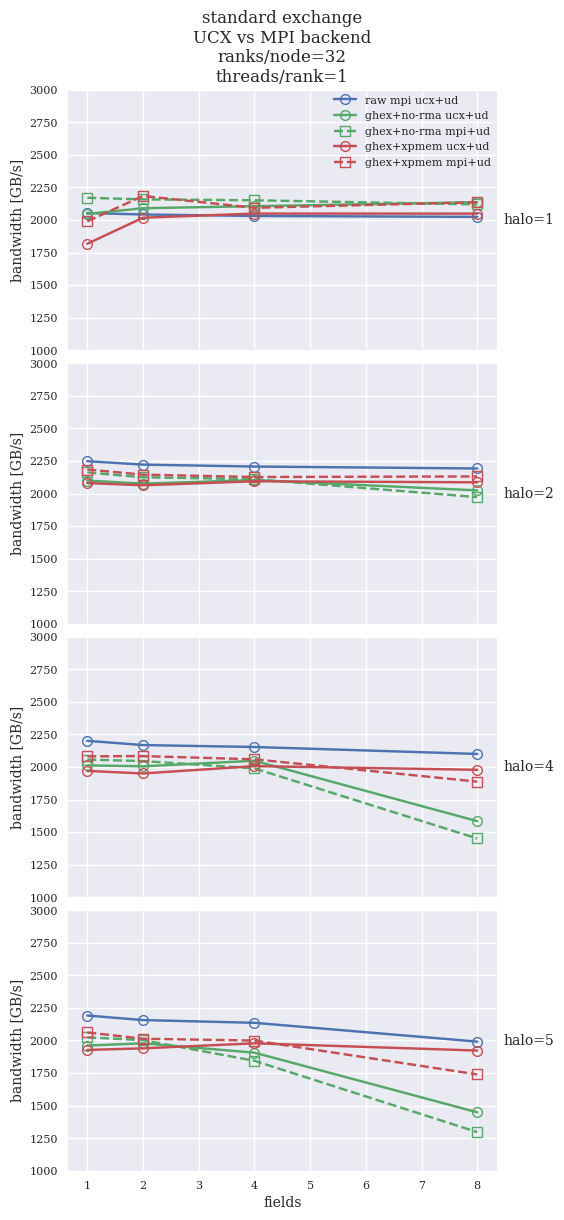 standard exchange
UCX vs MPI backend
ranks/node=32
threads/rank=1
3000
2750
2500
2250
2000
1750
1500
1250
1000
bandwidth [GB/s]
raw mpi ucx+ud
ghex+no-rma ucx+ud
ghex+no-rma mpi+ud
ghex+xpmem ucx+ud
ghex+xpmem mpi+ud
halo=1
3000
2750
2500
2250
2000
1750
1500
1250
1000
bandwidth [GB/s]
halo=2
3000
2750
2500
2250
2000
1750
1500
1250
1000
bandwidth [GB/s]
halo=4
3000
2750
2500
2250
2000
1750
1500
1250
1000
bandwidth [GB/s]
halo=5
1 2 3 4 5 6 7 8
fields